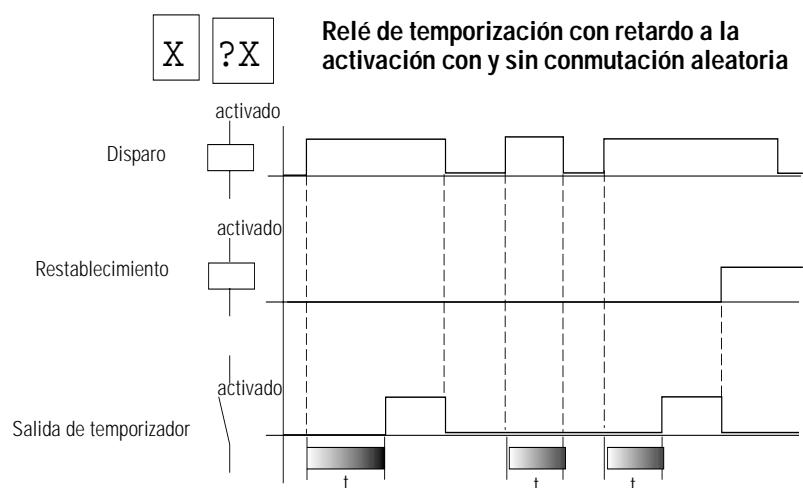 X ?X
Relé de temporización con retardo a la
activación con y sin conmutación aleatoria
activado
Disparo
activado
Restablecimiento
activado
Salida de temporizador
t t t